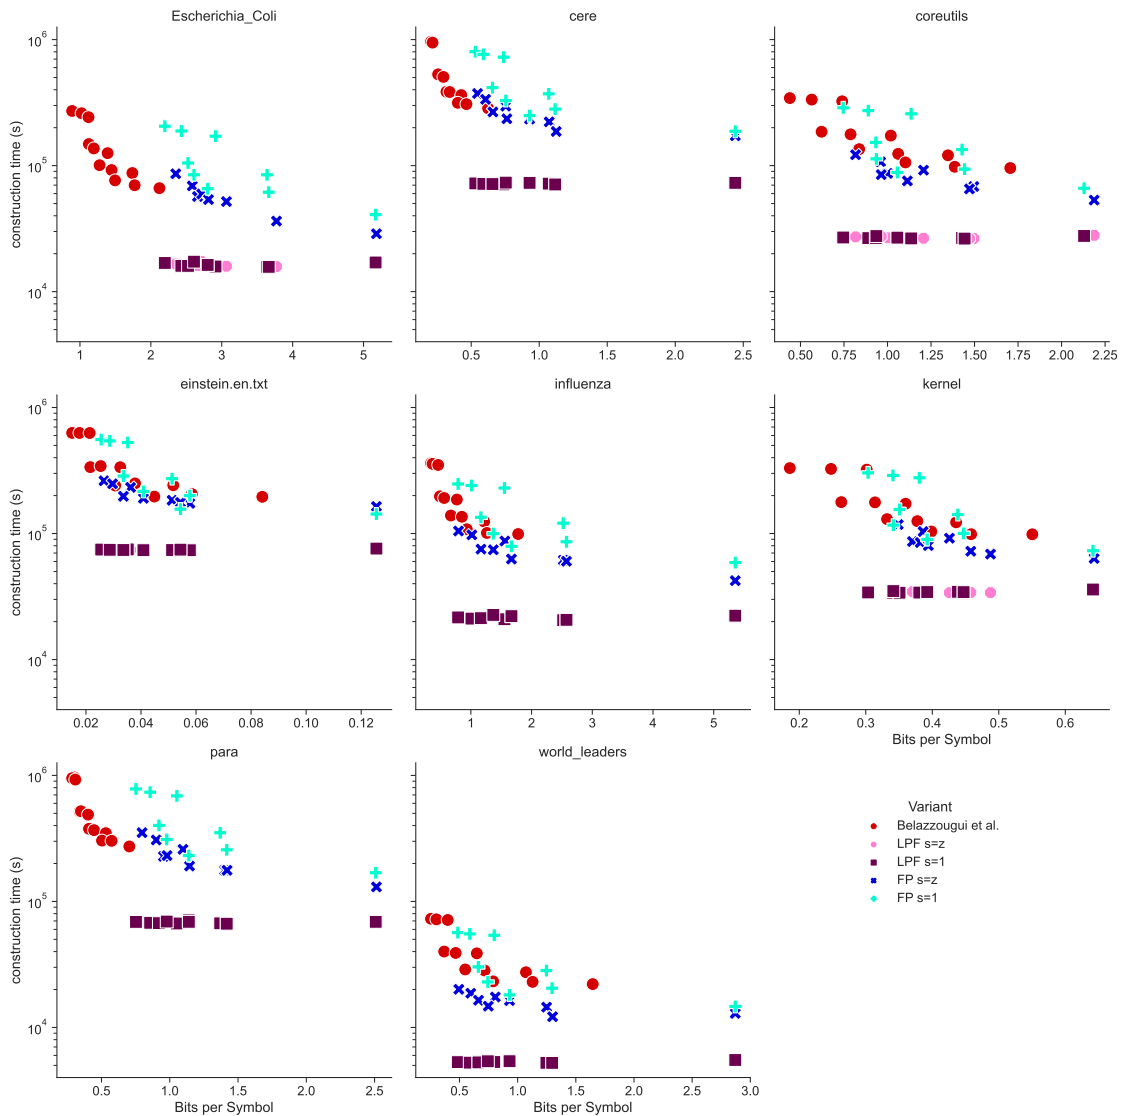 Escherichia_Coli
cere
coreutils
construction time (s)
10^6
10^5
10^4
1 2 3 4 5
0.5 1.0 1.5 2.0 2.5
0.50 0.75 1.00 1.25 1.50 1.75 2.00 2.25
einstein.en.txt
influenza
kernel
construction time (s)
10^6
10^5
10^4
0.02 0.04 0.06 0.08 0.10 0.12
1 2 3 4 5
0.2 0.3 0.4 0.5 0.6
Bits per Symbol
para
world_leaders
construction time (s)
10^6
10^5
10^4
0.5 1.0 1.5 2.0 2.5
Bits per Symbol
0.5 1.0 1.5 2.0 2.5 3.0
Bits per Symbol
Variant
Belazzougui et al.
LPF s=z
LPF s=1
FP s=z
FP s=1